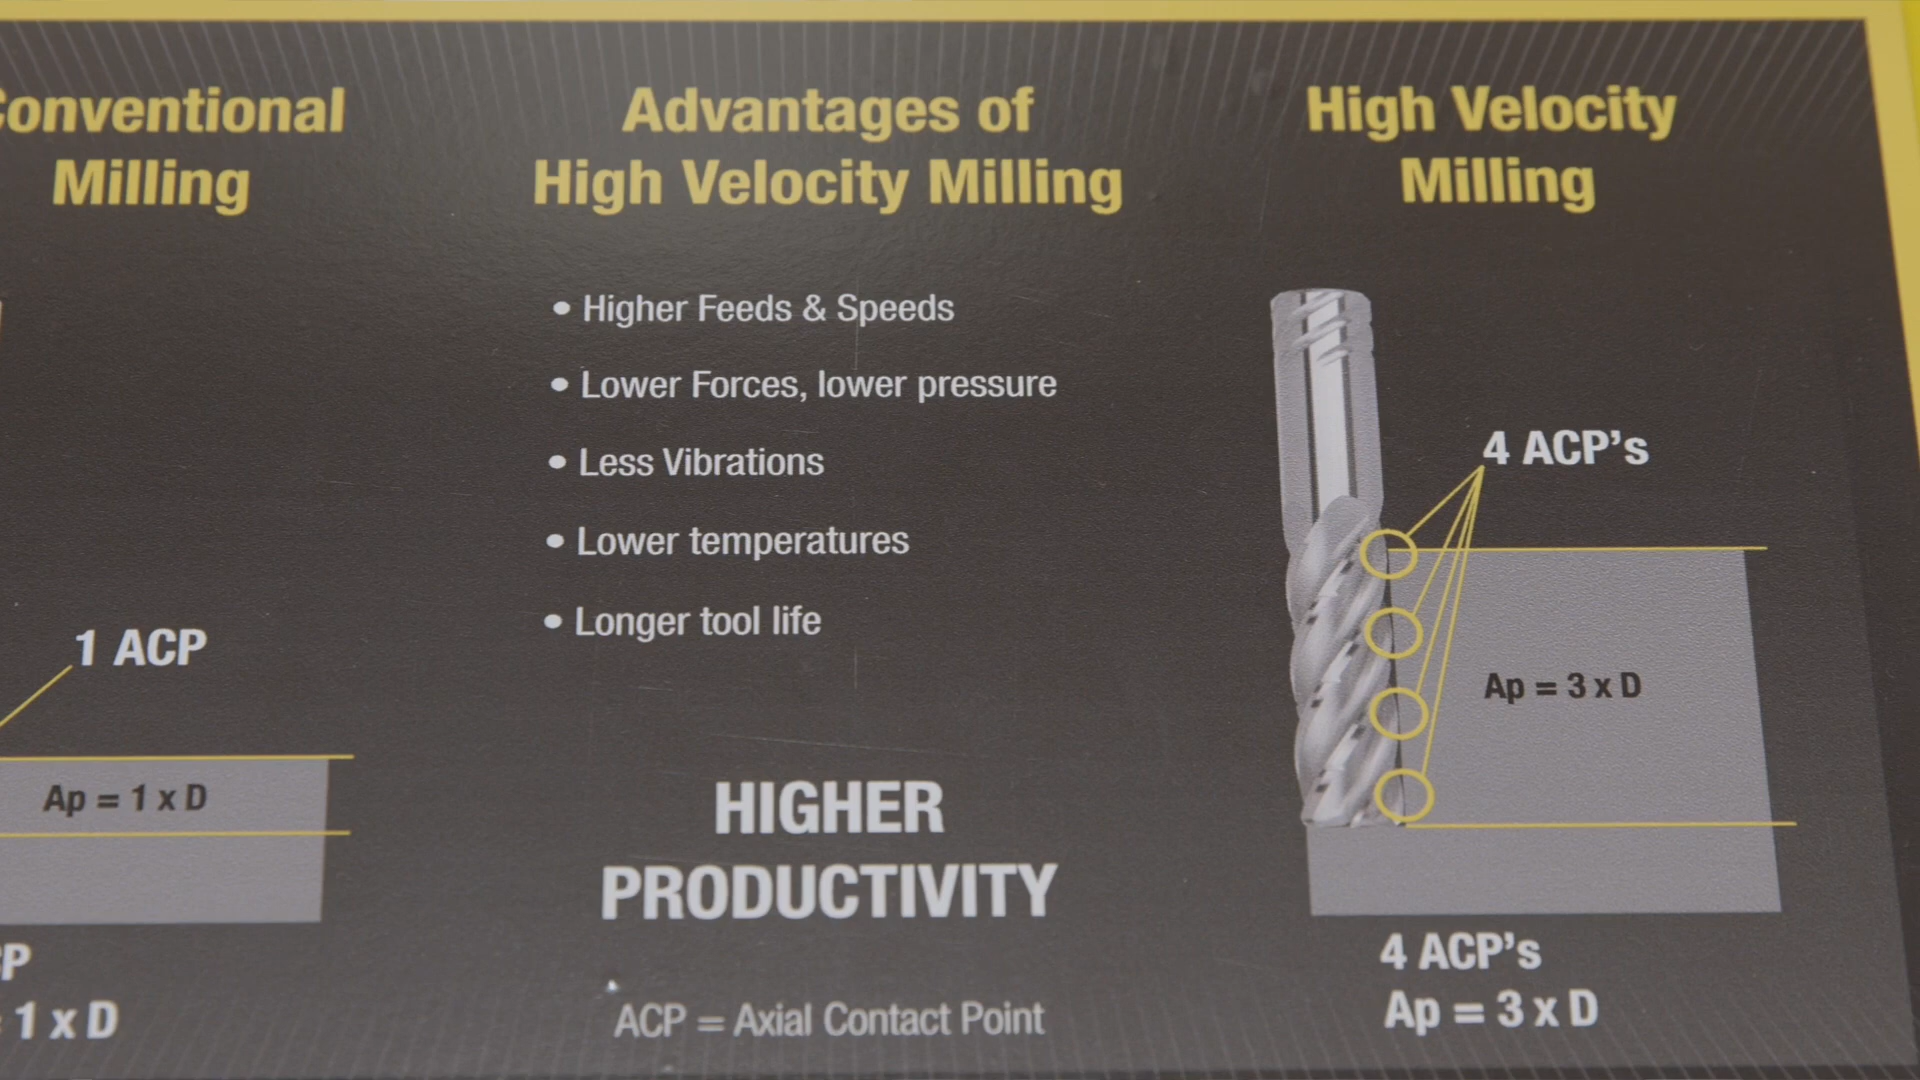 Conventional
Milling
1 ACP
Ap = 1 x D
1 x D
Advantages of
High Velocity Milling
• Higher Feeds & Speeds
• Lower Forces, lower pressure
• Less Vibrations
• Lower temperatures
• Longer tool life
HIGHER
PRODUCTIVITY
ACP = Axial Contact Point
High Velocity
Milling
4 ACP's
Ap = 3 x D
4 ACP's
Ap = 3 x D